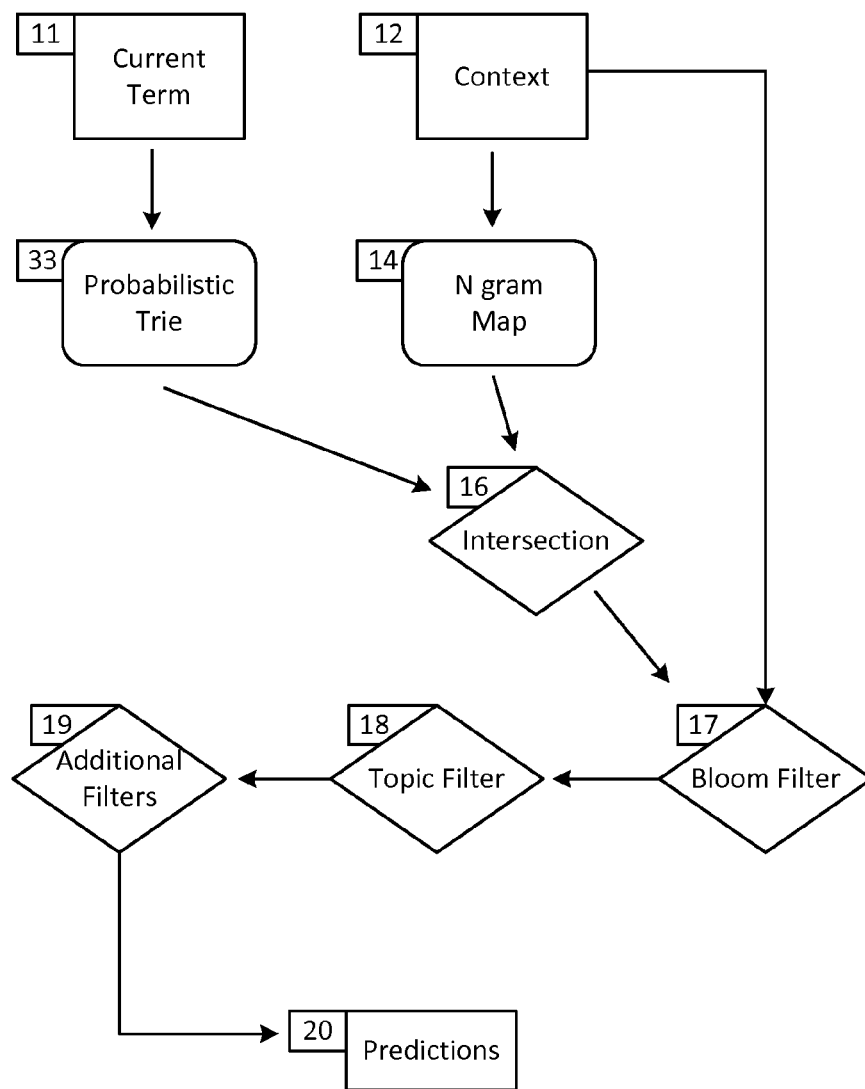 11
Current
Term
12
Context
33
Probabilistic
Trie
14
N gram
Map
16
Intersection
19
Additional
Filters
18
Topic Filter
17
Bloom Filter
20
Predictions